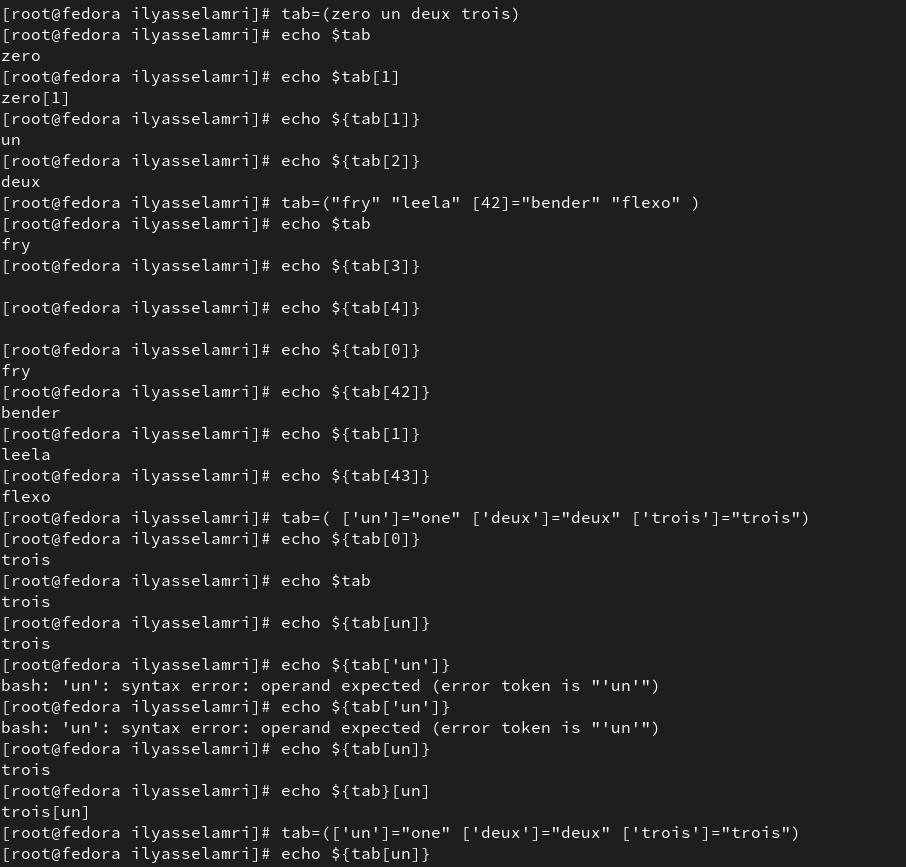 [root@fedora ilyasselamri]# tab=(zero un deux trois)
[root@fedora ilyasselamri]# echo $tab
zero
[root@fedora ilyasselamri]# echo $tab[1]
zero[1]
[root@fedora ilyasselamri]# echo ${tab[1]}
un
[root@fedora ilyasselamri]# echo ${tab[2]}
deux
[root@fedora ilyasselamri]# tab=("fry" "leela" [42]="bender" "flexo" )
[root@fedora ilyasselamri]# echo $tab
fry
[root@fedora ilyasselamri]# echo ${tab[3]}

[root@fedora ilyasselamri]# echo ${tab[4]}

[root@fedora ilyasselamri]# echo ${tab[0]}
fry
[root@fedora ilyasselamri]# echo ${tab[42]}
bender
[root@fedora ilyasselamri]# echo ${tab[1]}
leela
[root@fedora ilyasselamri]# echo ${tab[43]}
flexo
[root@fedora ilyasselamri]# tab=( ['un']="one" ['deux']="deux" ['trois']="trois")
[root@fedora ilyasselamri]# echo ${tab[0]}
trois
[root@fedora ilyasselamri]# echo $tab
trois
[root@fedora ilyasselamri]# echo ${tab[un]}
trois
[root@fedora ilyasselamri]# echo ${tab['un']}
bash: 'un': syntax error: operand expected (error token is "'un'")
[root@fedora ilyasselamri]# echo ${tab['un']}
bash: 'un': syntax error: operand expected (error token is "'un'")
[root@fedora ilyasselamri]# echo ${tab[un]}
trois
[root@fedora ilyasselamri]# echo ${tab}[un]
trois[un]
[root@fedora ilyasselamri]# tab=(['un']="one" ['deux']="deux" ['trois']="trois")
[root@fedora ilyasselamri]# echo ${tab[un]}